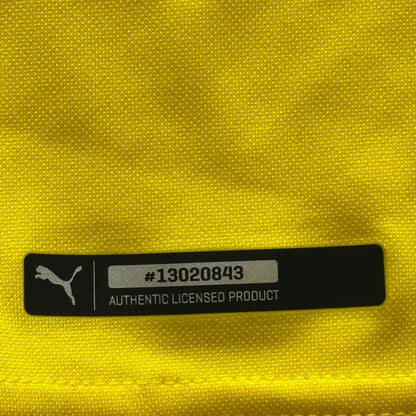 #13020843
AUTHENTIC LICENSED PRODUCT